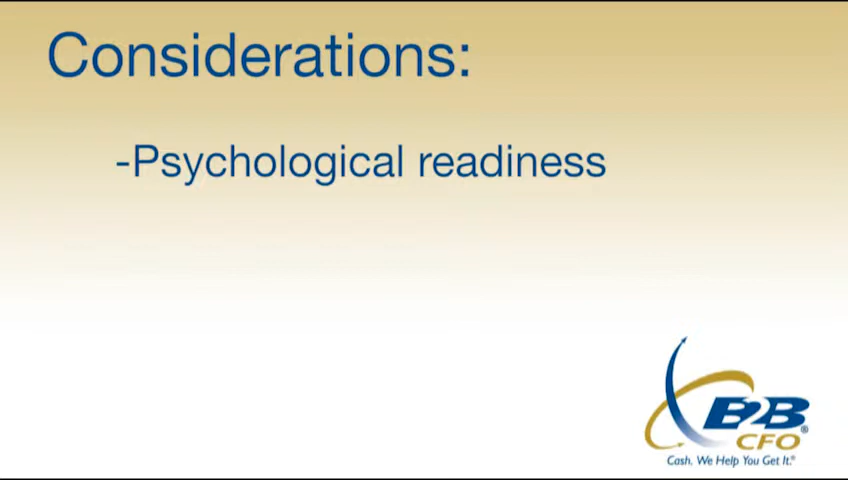 Considerations:
-Psychological readiness
B2B®
CFO
Cash. We Help You Get It.®